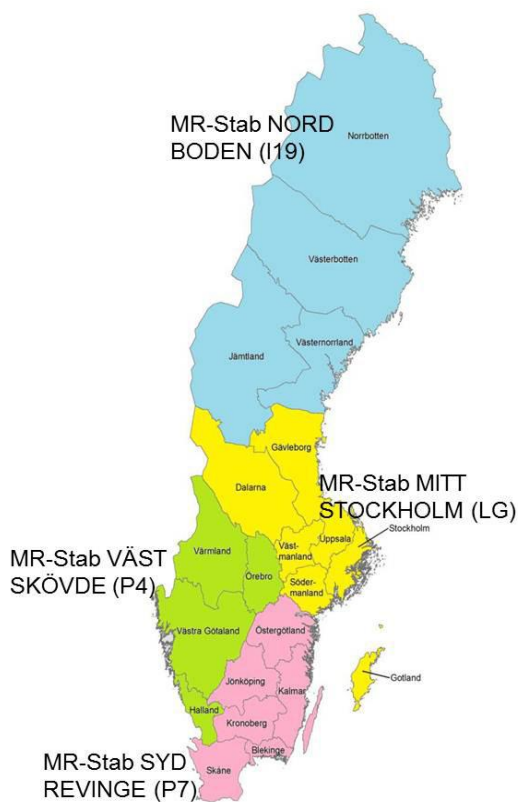 MR-Stab NORD
BODEN (I19)
Norrbotten
Västerbotten
Västernorrland
Jämtland
Gävleborg
Dalarna
MR-Stab MITT
STOCKHOLM (LG)
Stockholm
Uppsala
Väst-
manland
Söder-
manland
Värmland
Örebro
MR-Stab VÄST
SKÖVDE (P4)
Västra Götaland
Östergötland
Jönköping
Kalmar
Gotland
Halland
Kronoberg
Blekinge
Skåne
MR-Stab SYD
REVINGE (P7)